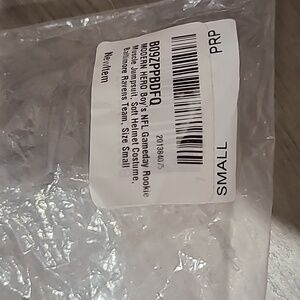 PRP
SMALL
B09ZPPBDFQ
MODERN HERO Boy's NFL Gameday Rookie
Muscle Jumpsuit, Soft Helmet Costume,
Baltimore Ravens Team, Size Small
New/Item